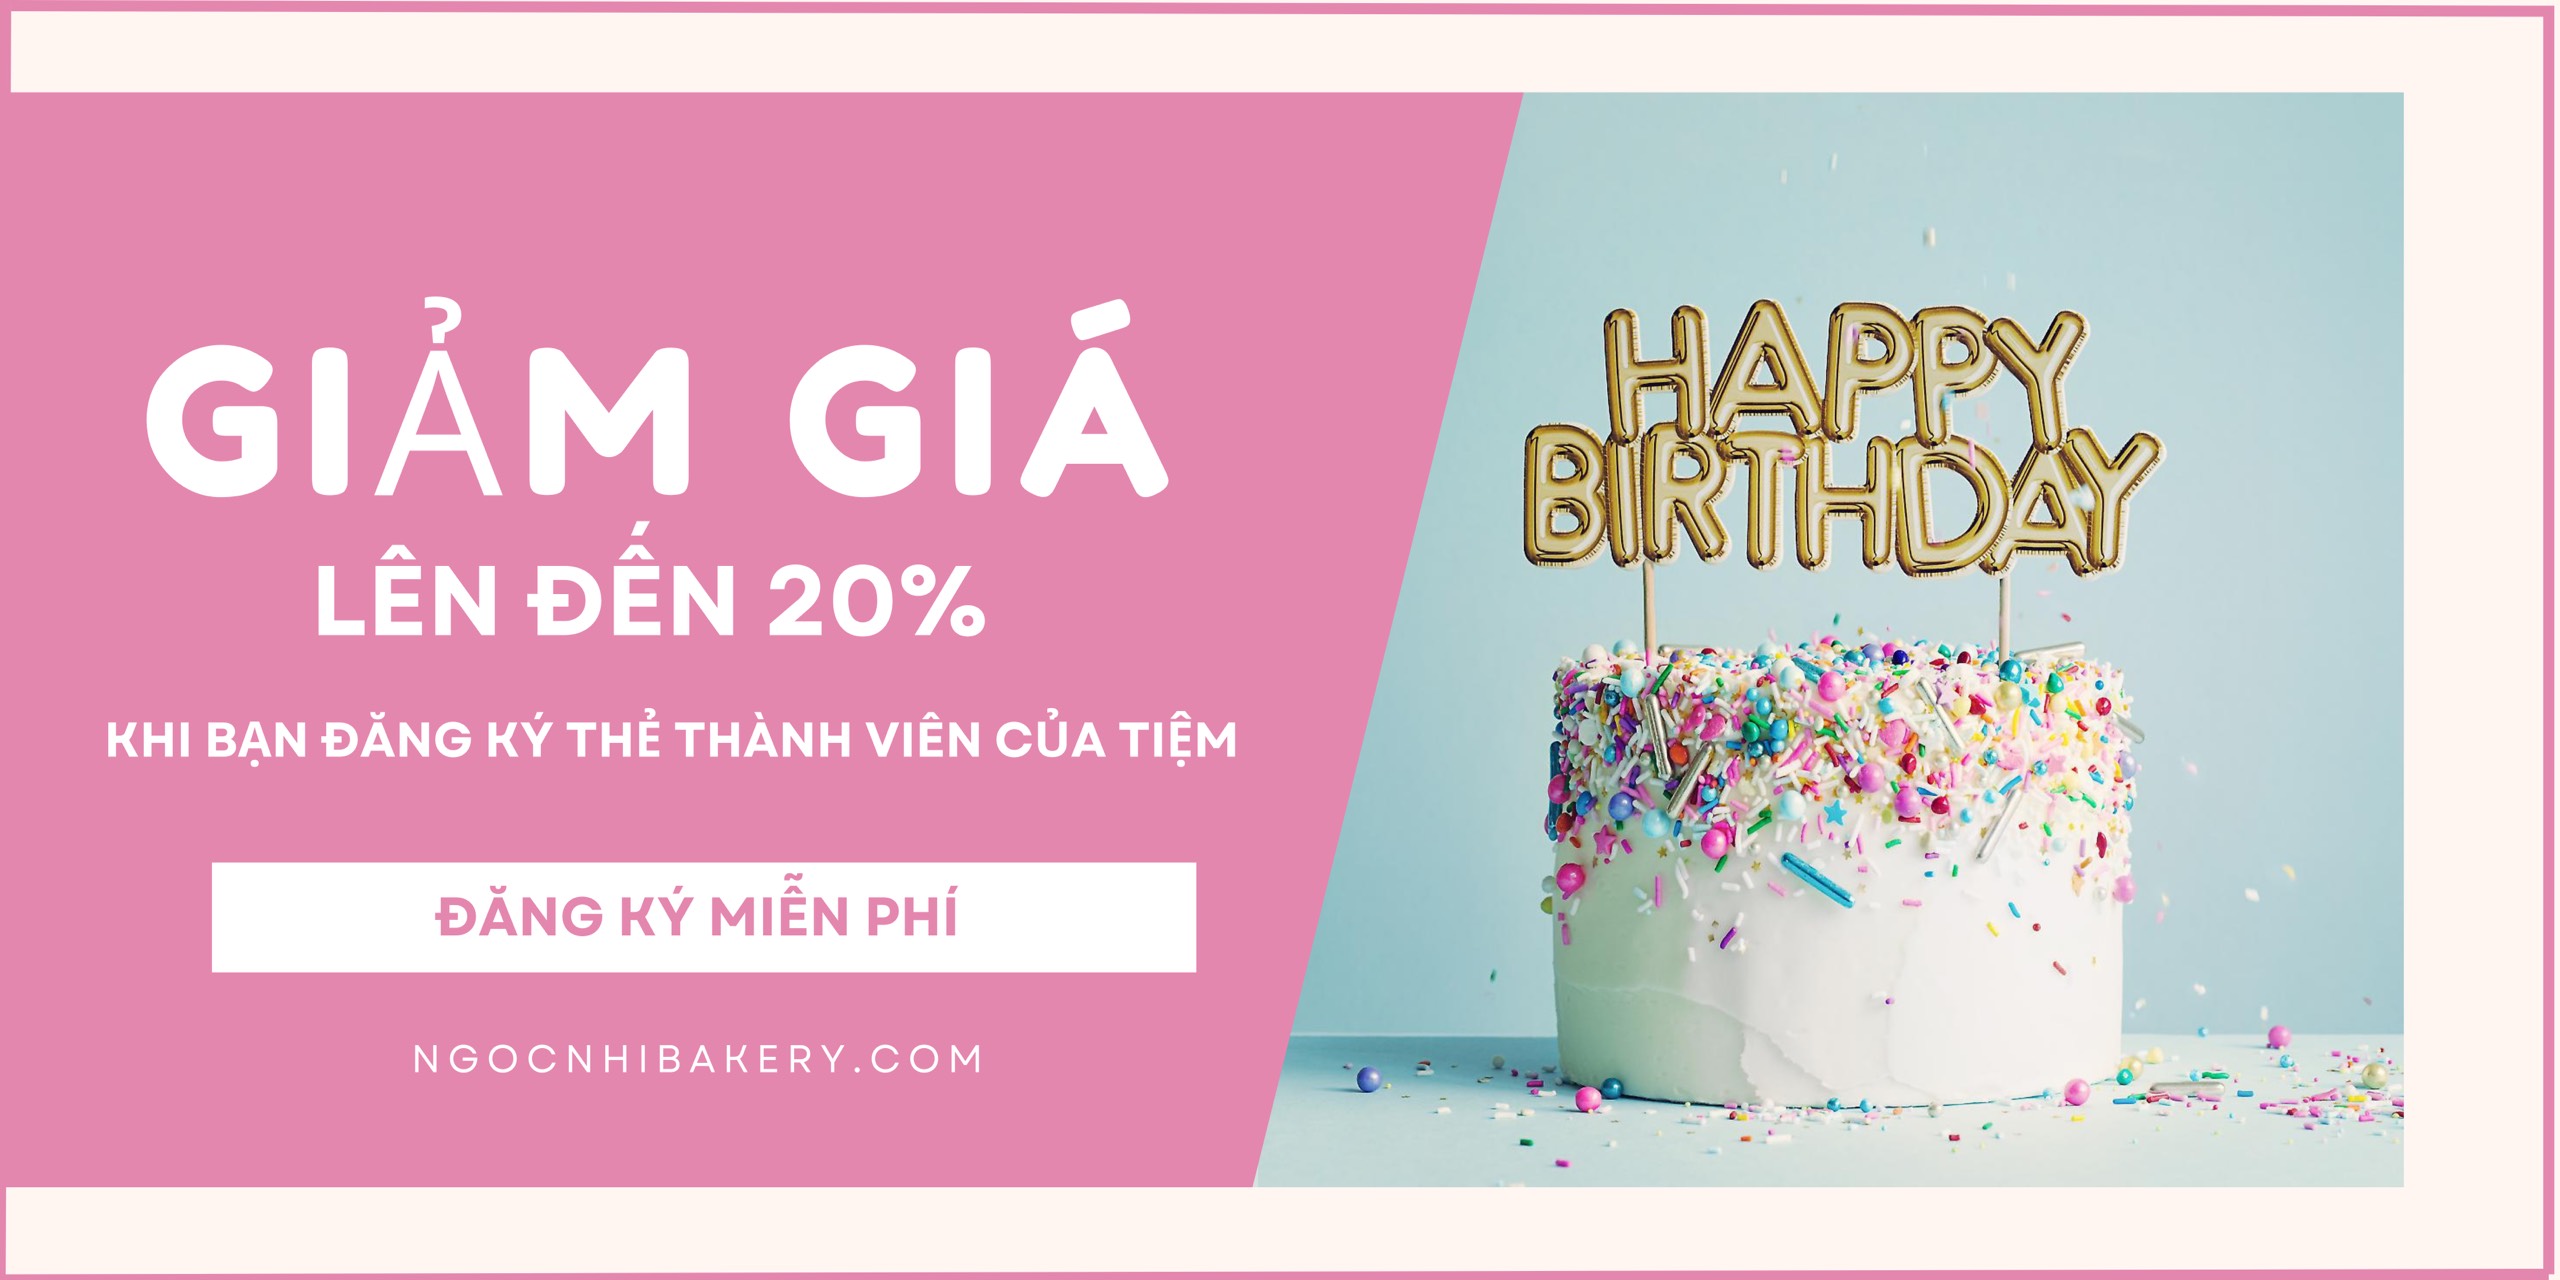 GIẢM GIÁ
LÊN ĐẾN 20%
KHI BẠN ĐĂNG KÝ THẺ THÀNH VIÊN CỦA TIỆM
ĐĂNG KÝ MIỄN PHÍ
NGOCNHIBAKERY.COM
HAPPY
BIRTHDAY